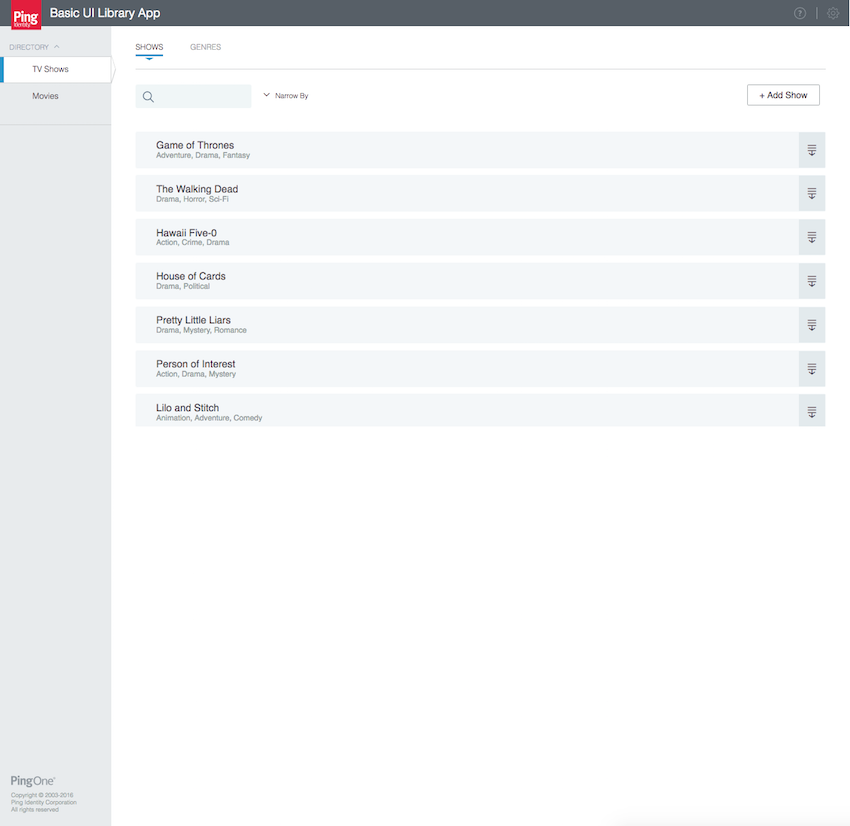 Ping
Identity
Basic UI Library App
?
DIRECTORY
TV Shows
Movies
SHOWS
GENRES
Narrow By
+ Add Show
Game of Thrones
Adventure, Drama, Fantasy
The Walking Dead
Drama, Horror, Sci-Fi
Hawaii Five-0
Action, Crime, Drama
House of Cards
Drama, Political
Pretty Little Liars
Drama, Mystery, Romance
Person of Interest
Action, Drama, Mystery
Lilo and Stitch
Animation, Adventure, Comedy
PingOne
Copyright © 2003-2016
Ping Identity Corporation
All rights reserved